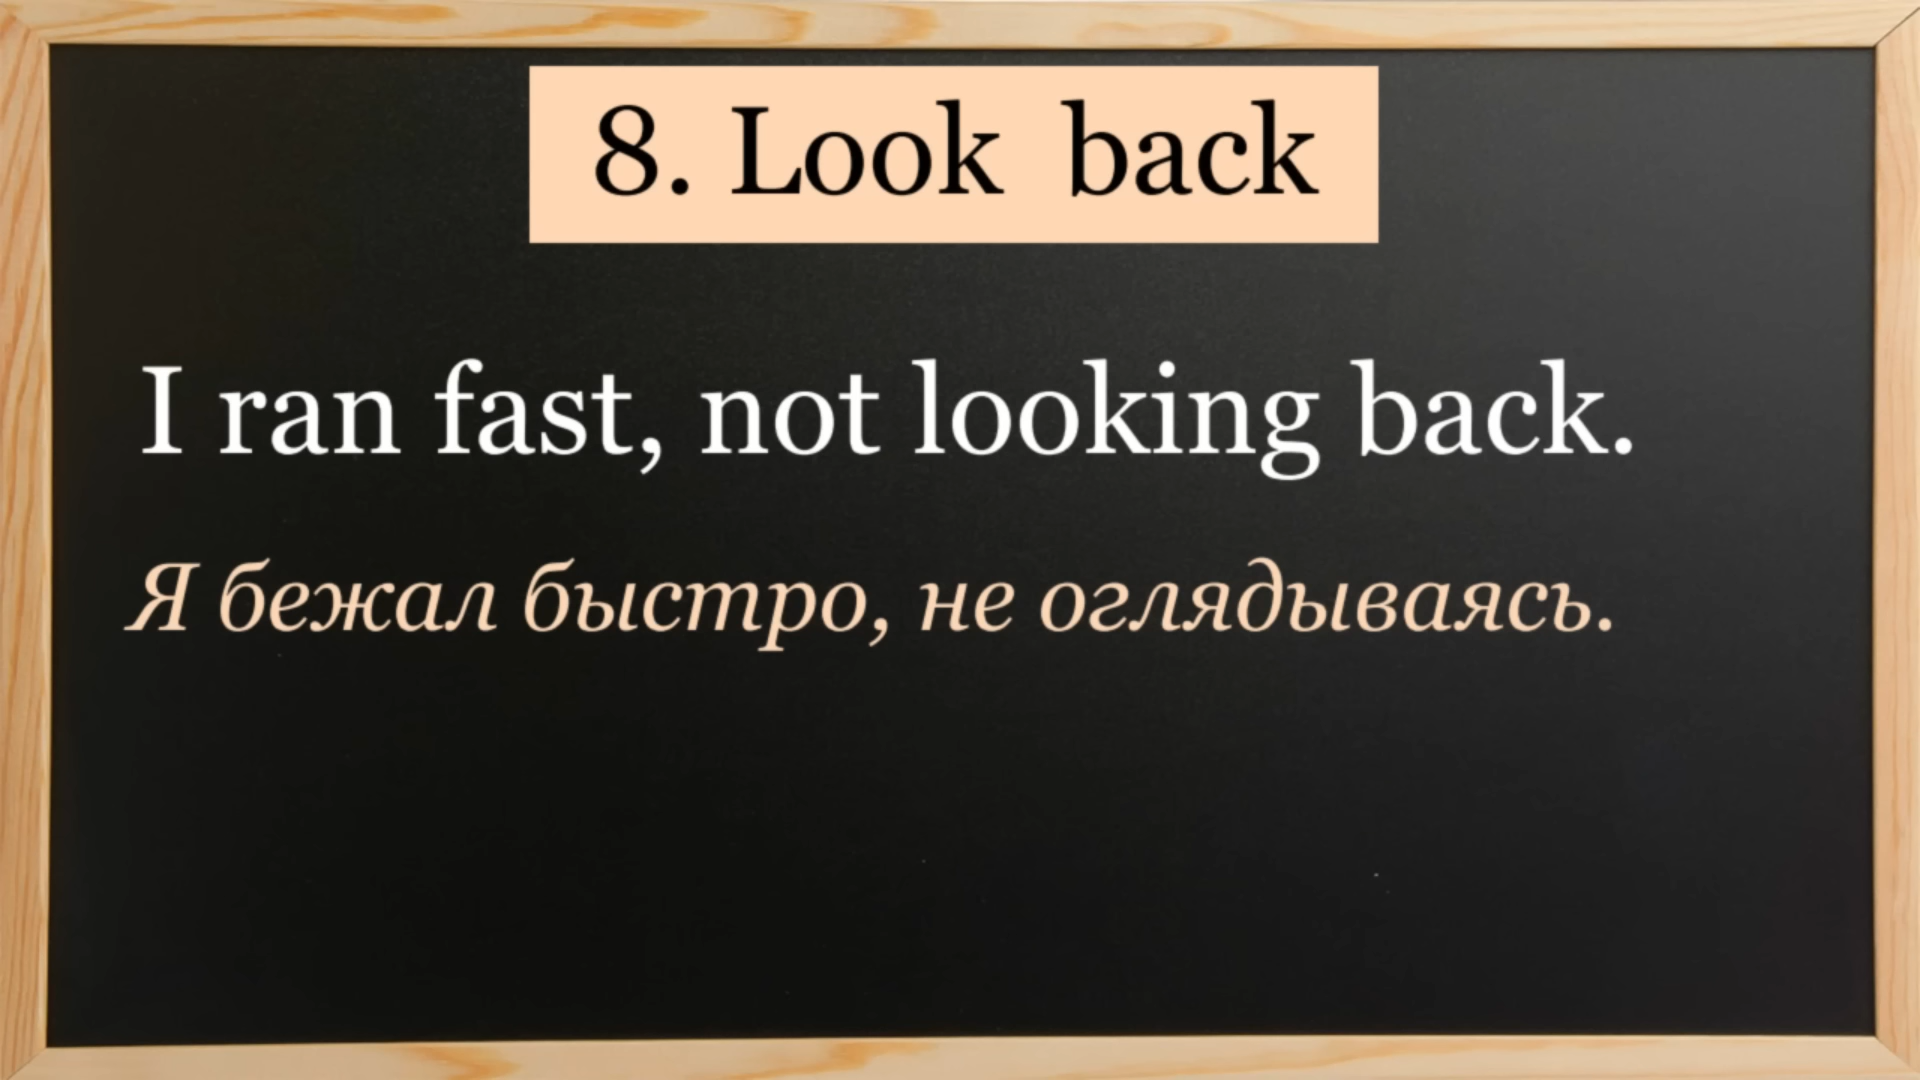 8. Look back
I ran fast, not looking back.
Я бежал быстро, не оглядываясь.